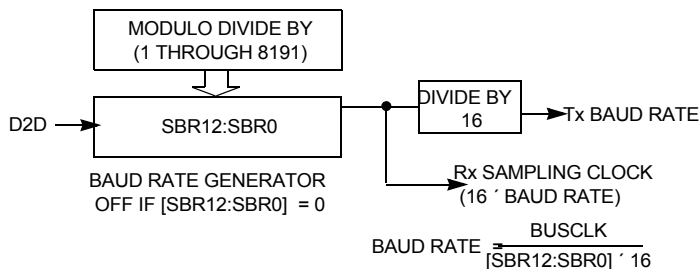 MODULO DIVIDE BY
(1 THROUGH 8191)
D2D
SBR12:SBR0
DIVIDE BY
16
Tx BAUD RATE
BAUD RATE GENERATOR
OFF IF [SBR12:SBR0] = 0
Rx SAMPLING CLOCK
(16 ´ BAUD RATE)
BAUD RATE =
BUSCLK
[SBR12:SBR0] ´ 16